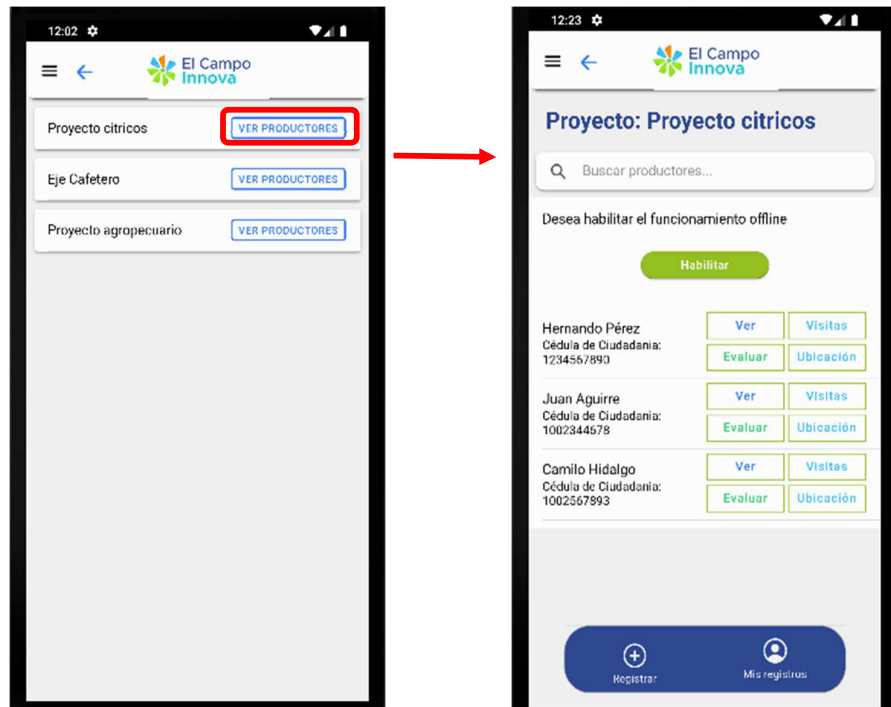 12:02
El Campo
Innova
Proyecto citricos
VER PRODUCTORES
Eje Cafetero
VER PRODUCTORES
Proyecto agropecuario
VER PRODUCTORES
12:23
El Campo
Innova
Proyecto: Proyecto citricos
Buscar productores...
Desea habilitar el funcionamiento offline
Habilitar
Hernando Pérez
Cédula de Ciudadania:
1234567890
Ver
Visitas
Evaluar
Ubicación
Juan Aguirre
Cédula de Ciudadania:
1002344578
Ver
Visitas
Evaluar
Ubicación
Camilo Hidalgo
Cédula de Ciudadania:
1002567893
Ver
Visitas
Evaluar
Ubicación
Registrar
Mis registros